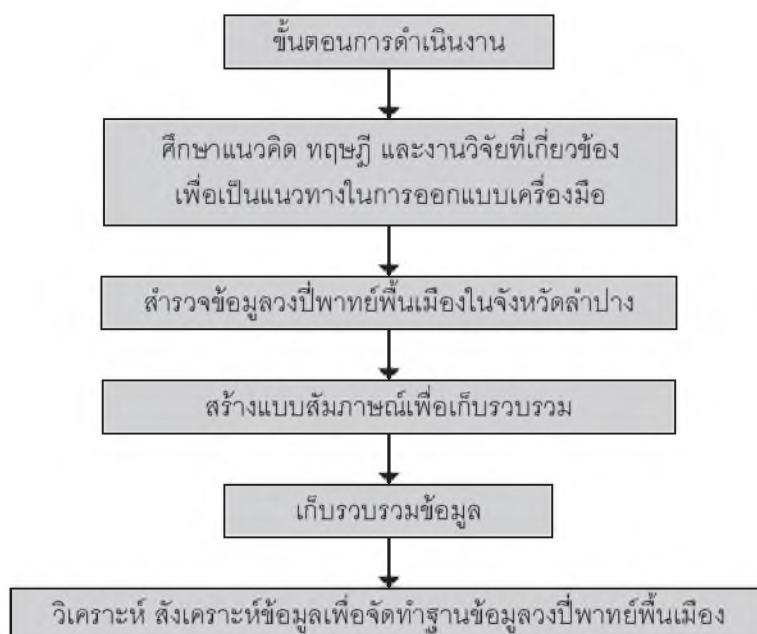 ขั้นตอนการดำเนินงาน
ศึกษาแนวคิด ทฤษฎี และงานวิจัยที่เกี่ยวข้อง
เพื่อเป็นแนวทางในการออกแบบเครื่องมือ
สำรวจข้อมูลวงปี่พาทย์พื้นเมืองในจังหวัดลำปาง
สร้างแบบสัมภาษณ์เพื่อเก็บรวบรวม
เก็บรวบรวมข้อมูล
วิเคราะห์ สังเคราะห์ข้อมูลเพื่อจัดทำฐานข้อมูลวงปี่พาทย์พื้นเมือง